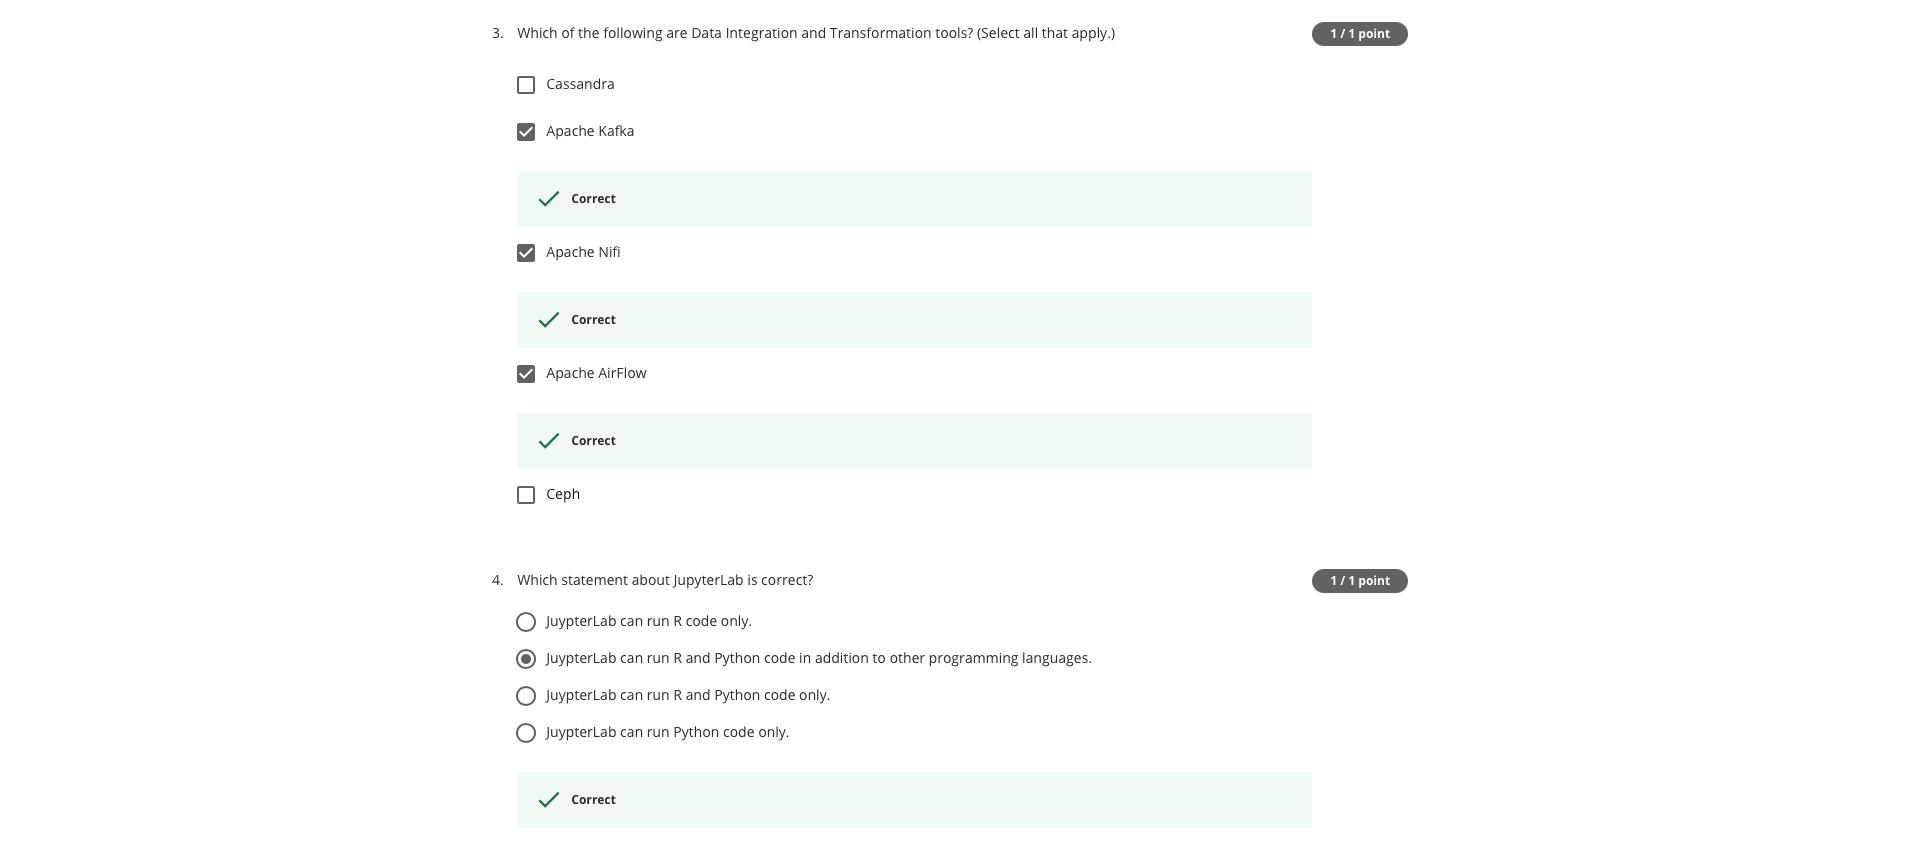 3. Which of the following are Data Integration and Transformation tools? (Select all that apply.)
1 / 1 point
Cassandra
Apache Kafka
Correct
Apache Nifi
Correct
Apache AirFlow
Correct
Ceph
4. Which statement about JupyterLab is correct?
1 / 1 point
JuypterLab can run R code only.
JuypterLab can run R and Python code in addition to other programming languages.
JuypterLab can run R and Python code only.
JuypterLab can run Python code only.
Correct